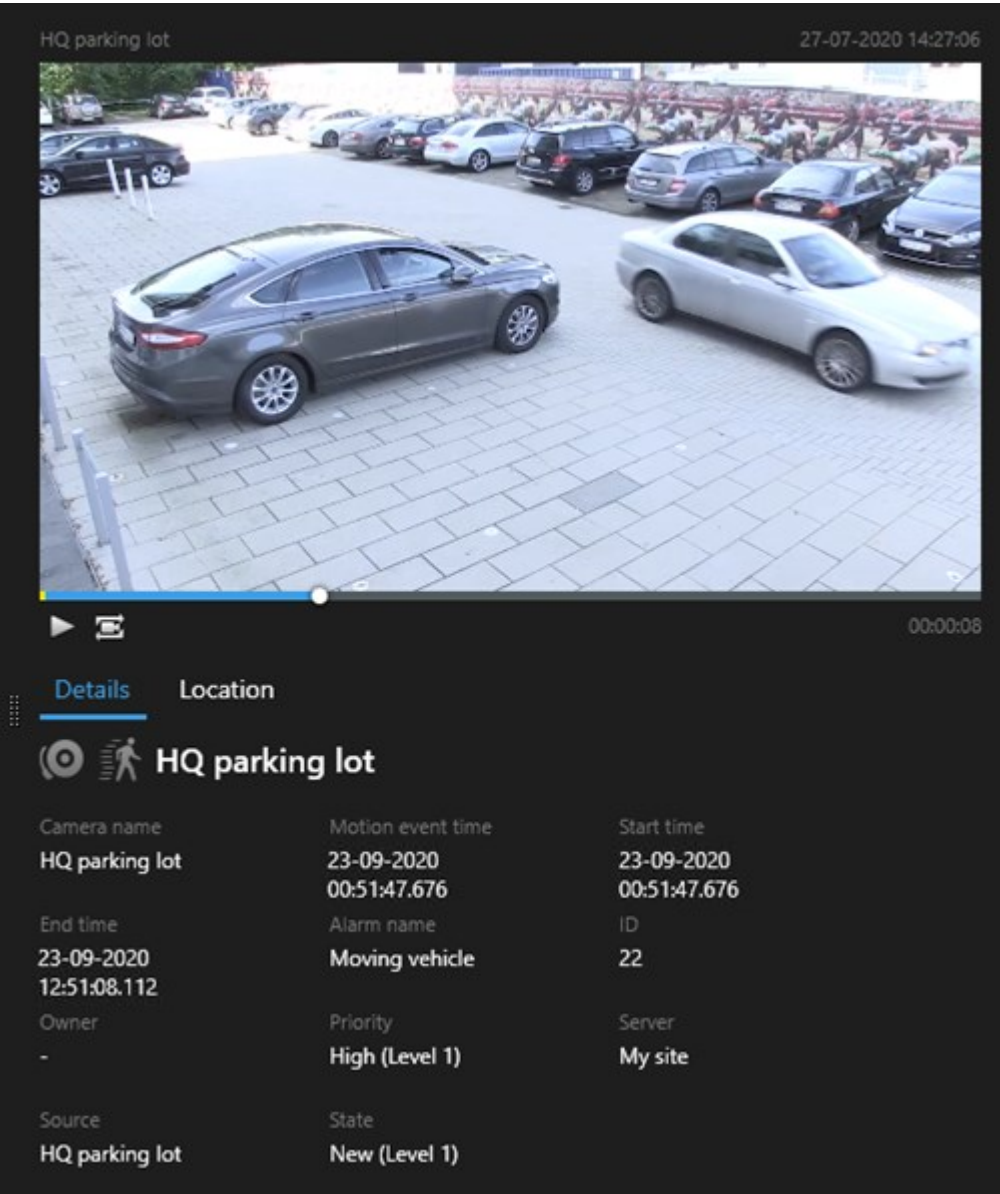 HQ parking lot 27-07-2020 14:27:06
00:00:08
Details Location
HQ parking lot
Camera name Motion event time Start time
HQ parking lot 23-09-2020 23-09-2020
00:51:47.676 00:51:47.676
End time Alarm name ID
23-09-2020 Moving vehicle 22
12:51:08.112
Owner Priority Server
- High (Level 1) My site
Source State
HQ parking lot New (Level 1)